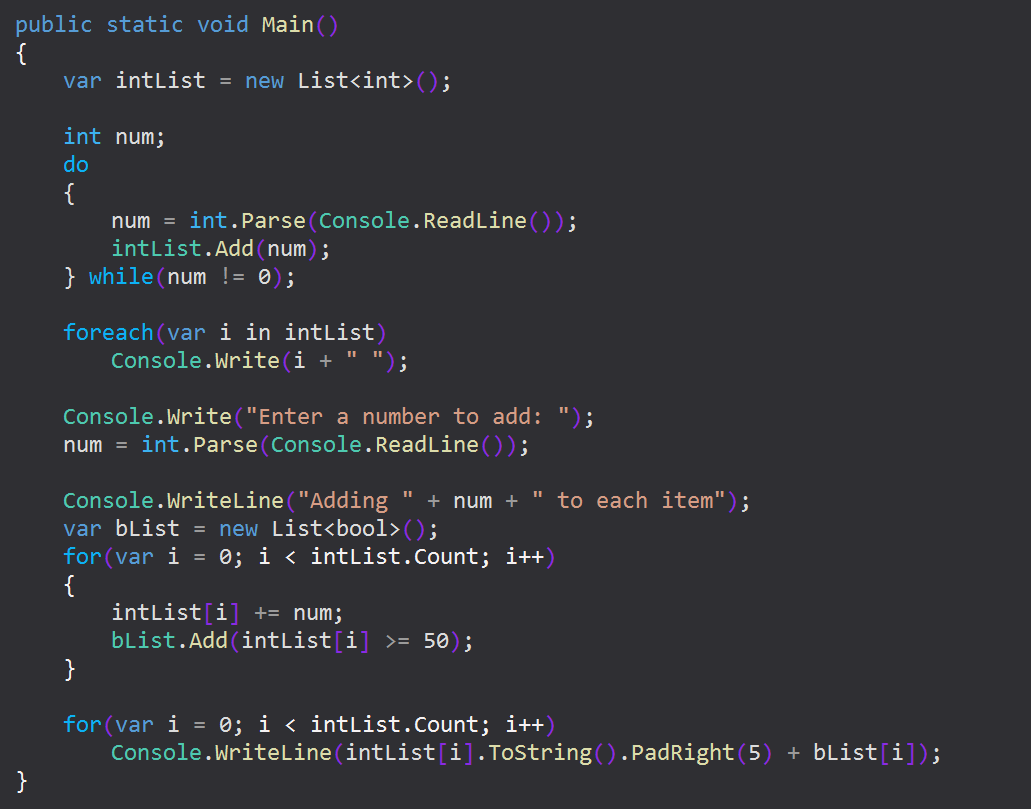 public static void Main()
{
    var intList = new List<int>();

    int num;
    do
    {
        num = int.Parse(Console.ReadLine());
        intList.Add(num);
    } while(num != 0);

    foreach(var i in intList)
        Console.Write(i + " ");

    Console.Write("Enter a number to add: ");
    num = int.Parse(Console.ReadLine());

    Console.WriteLine("Adding " + num + " to each item");
    var bList = new List<bool>();
    for(var i = 0; i < intList.Count; i++)
    {
        intList[i] += num;
        bList.Add(intList[i] >= 50);
    }

    for(var i = 0; i < intList.Count; i++)
        Console.WriteLine(intList[i].ToString().PadRight(5) + bList[i]);
}